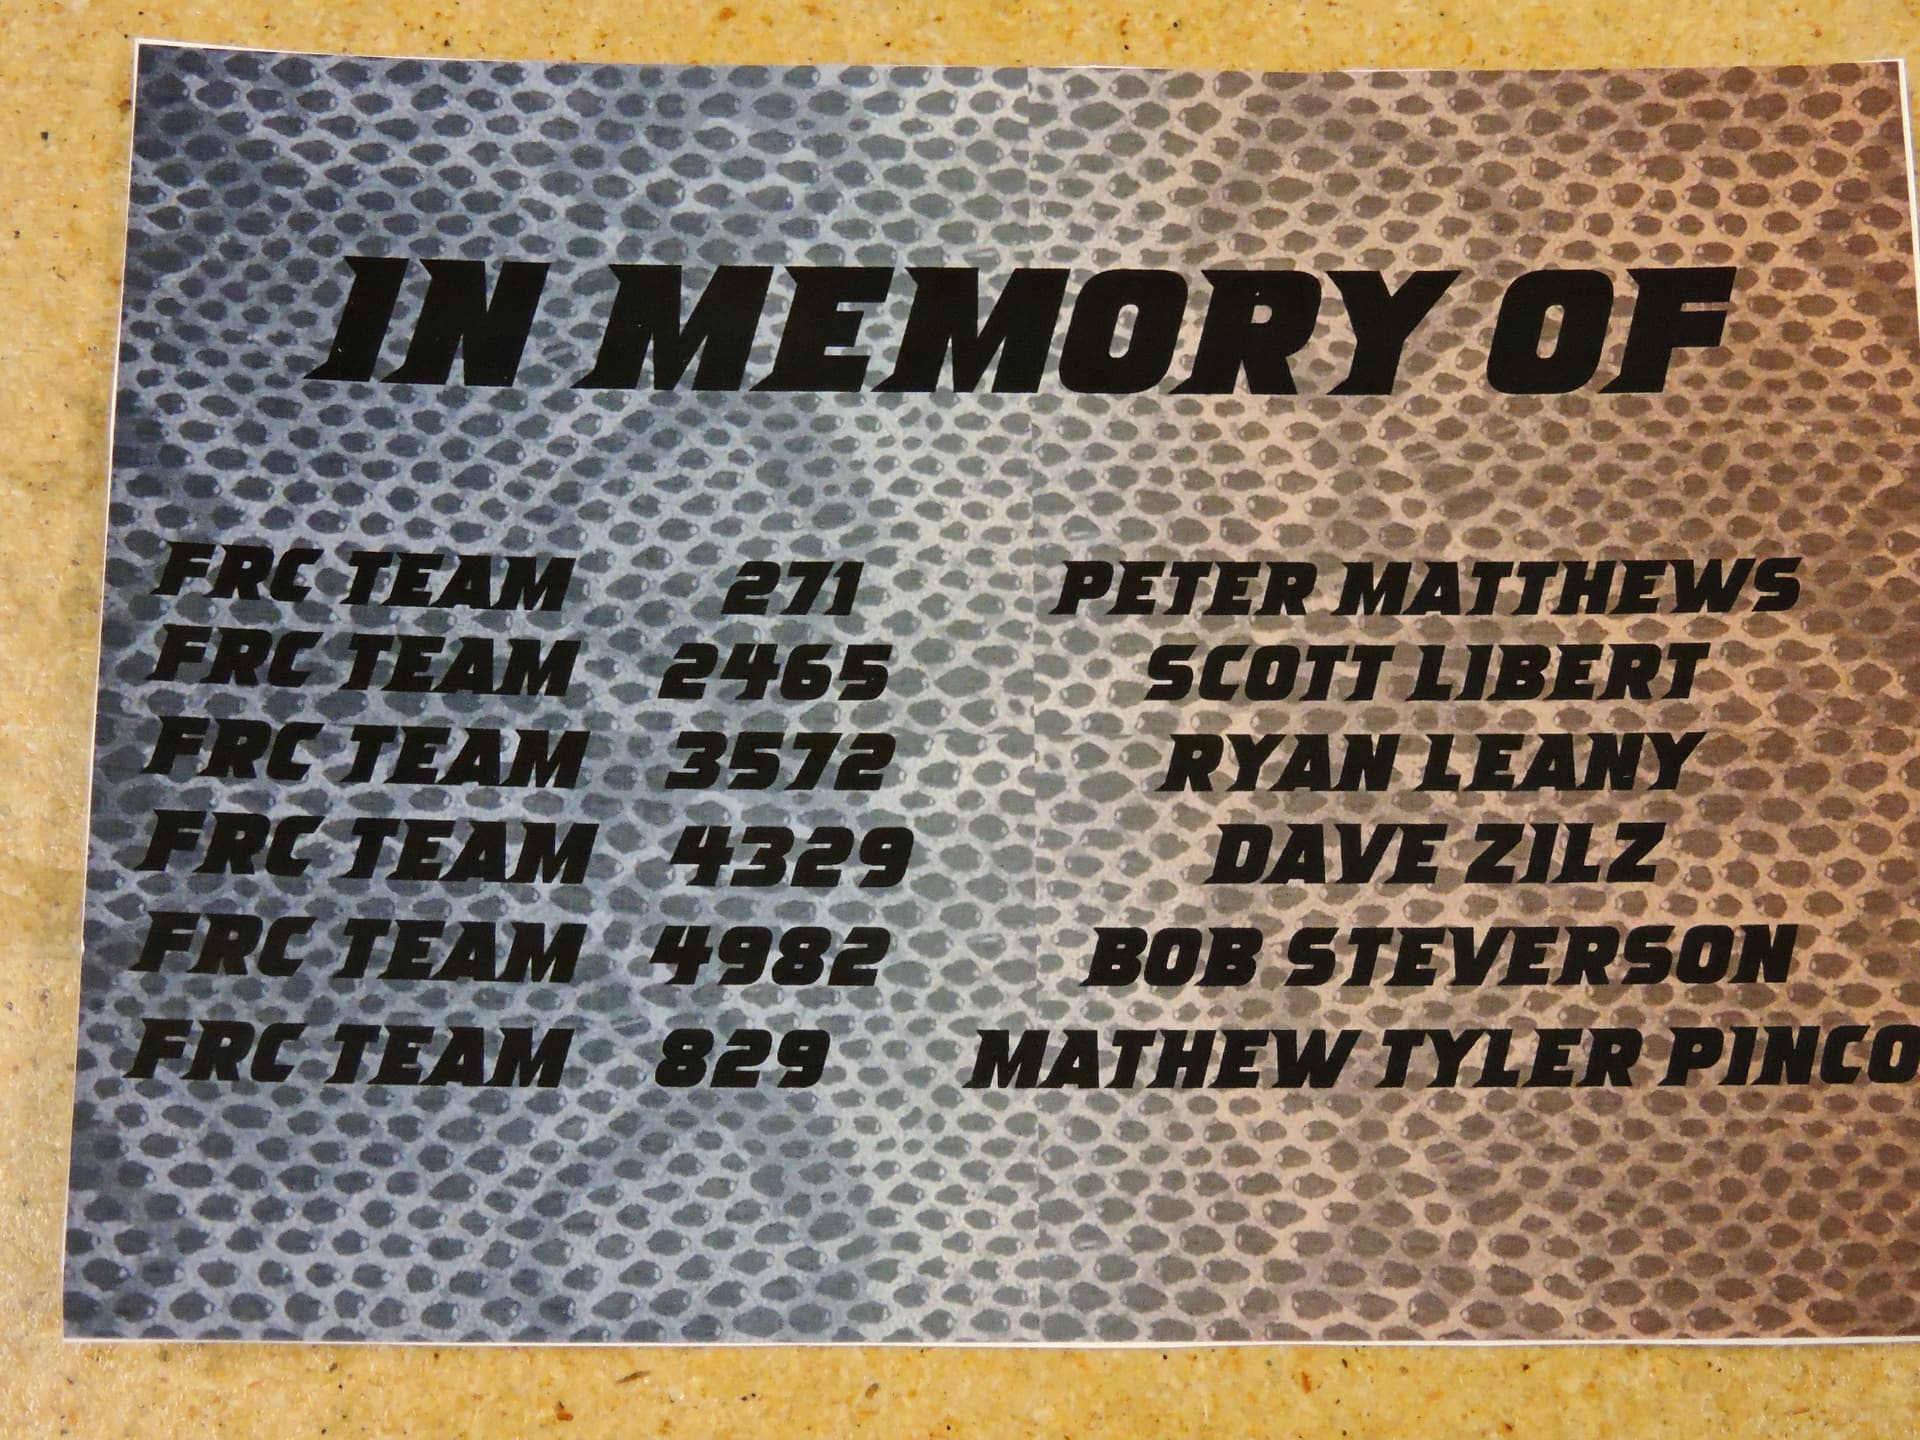 IN MEMORY OF
FRC TEAM 271 PETER MATTHEWS
FRC TEAM 2465 SCOTT LIBERT
FRC TEAM 3572 RYAN LEANY
FRC TEAM 4329 DAVE ZILZ
FRC TEAM 4982 BOB STEVERSON
FRC TEAM 829 MATHEW TYLER PINCO